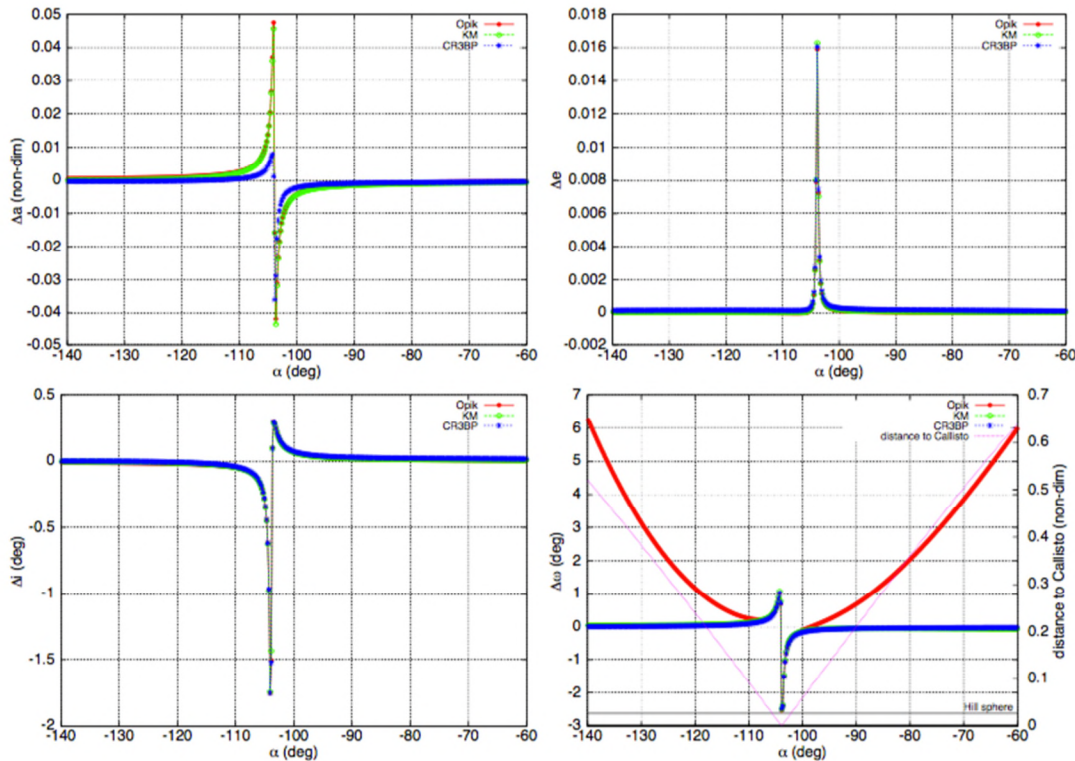 0.05
0.04
0.03
0.02
0.01
0
-0.01
-0.02
-0.03
-0.04
-0.05
Δa (non-dim)
Opik
KM
CR3BP
-140 -130 -120 -110 -100 -90 -80 -70 -60
α (deg)
0.018
0.016
0.014
0.012
0.01
0.008
0.006
0.004
0.002
0
-0.002
Δe
Opik
KM
CR3BP
-140 -130 -120 -110 -100 -90 -80 -70 -60
α (deg)
0.5
0
-0.5
-1
-1.5
-2
Δi (deg)
Opik
KM
CR3BP
-140 -130 -120 -110 -100 -90 -80 -70 -60
α (deg)
7
6
5
4
3
2
1
0
-1
-2
-3
Δω (deg)
Opik
KM
CR3BP
distance to Callisto
Hill sphere
0.7
0.6
0.5
0.4
0.3
0.2
0.1
0
distance to Callisto (non-dim)
-140 -130 -120 -110 -100 -90 -80 -70 -60
α (deg)